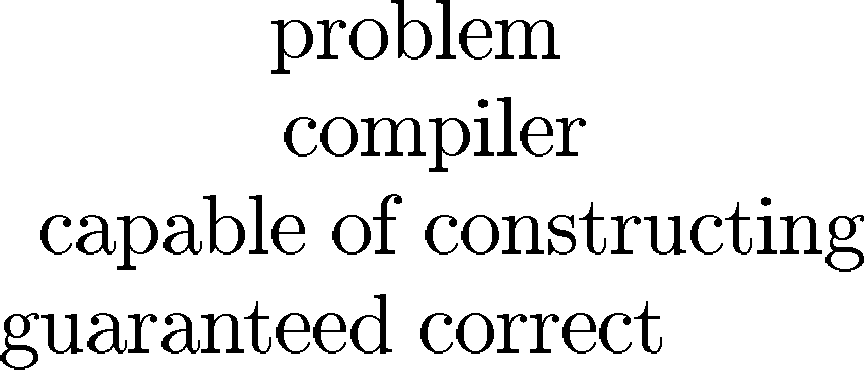 problem
compiler
capable of constructing
guaranteed correct